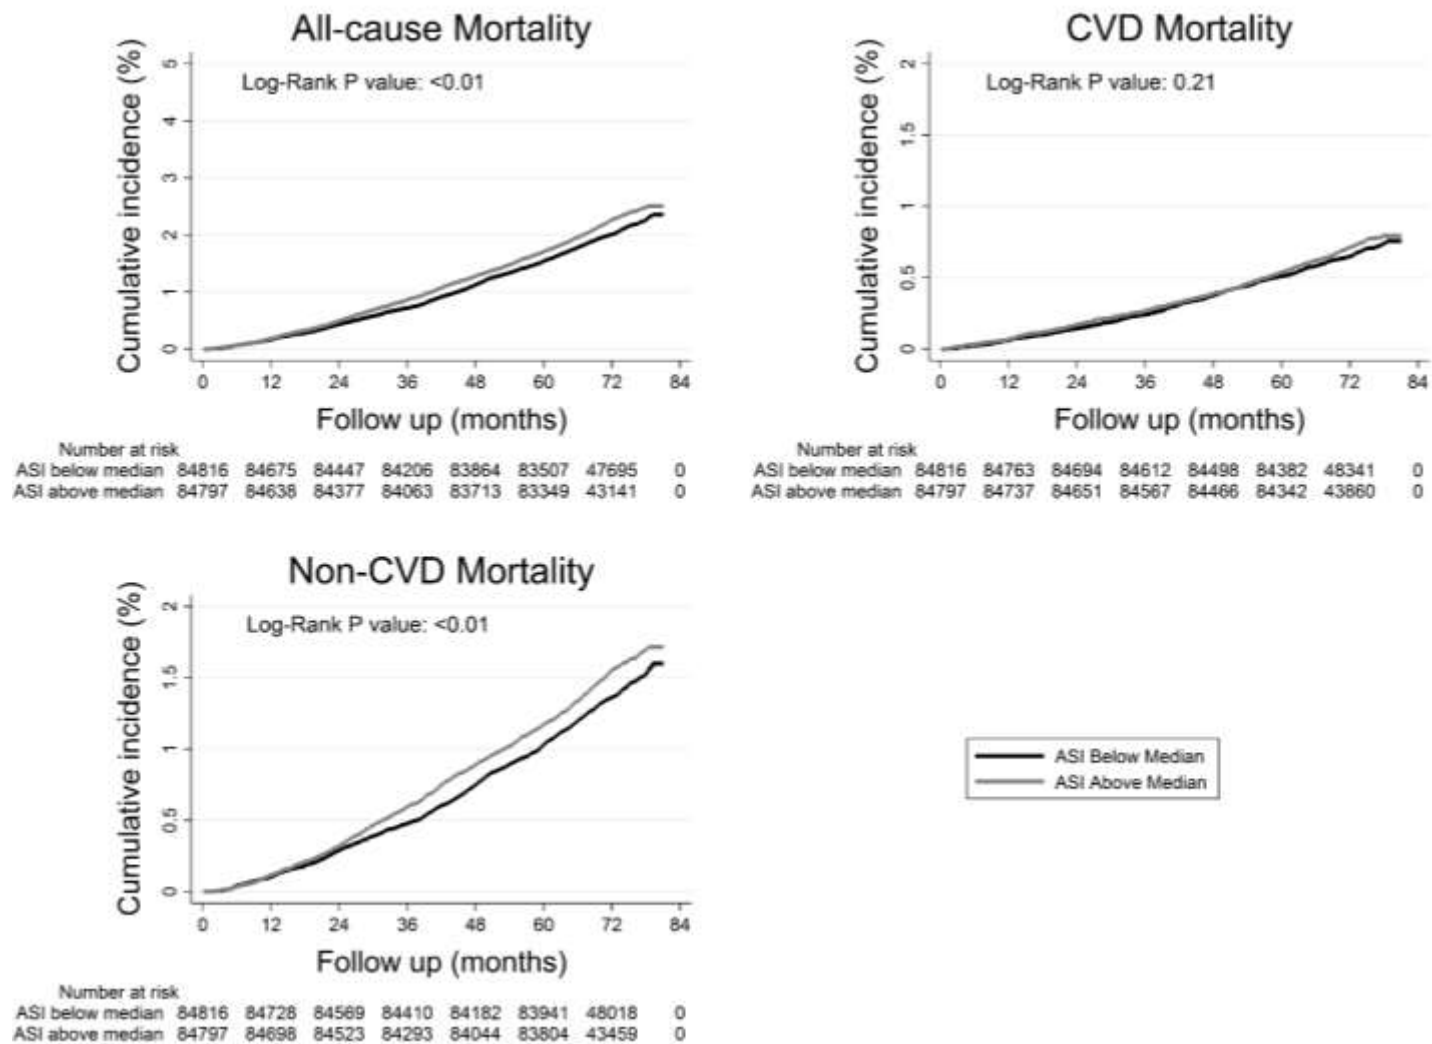 All-cause Mortality
Cumulative incidence (%)
5
4
3
2
1
0
Log-Rank P value: <0.01
0 12 24 36 48 60 72 84
Follow up (months)
Number at risk
ASI below median 84816 84675 84447 84206 83864 83507 47695 0
ASI above median 84797 84638 84377 84063 83713 83349 43141 0
CVD Mortality
Cumulative incidence (%)
2
1.5
1
0.5
0
Log-Rank P value: 0.21
0 12 24 36 48 60 72 84
Follow up (months)
Number at risk
ASI below median 84816 84763 84694 84612 84498 84382 48341 0
ASI above median 84797 84737 84651 84567 84466 84342 43860 0
Non-CVD Mortality
Cumulative incidence (%)
2
1.5
1
0.5
0
Log-Rank P value: <0.01
0 12 24 36 48 60 72 84
Follow up (months)
Number at risk
ASI below median 84816 84728 84569 84410 84182 83941 48018 0
ASI above median 84797 84698 84523 84293 84044 83804 43459 0
ASI Below Median
ASI Above Median